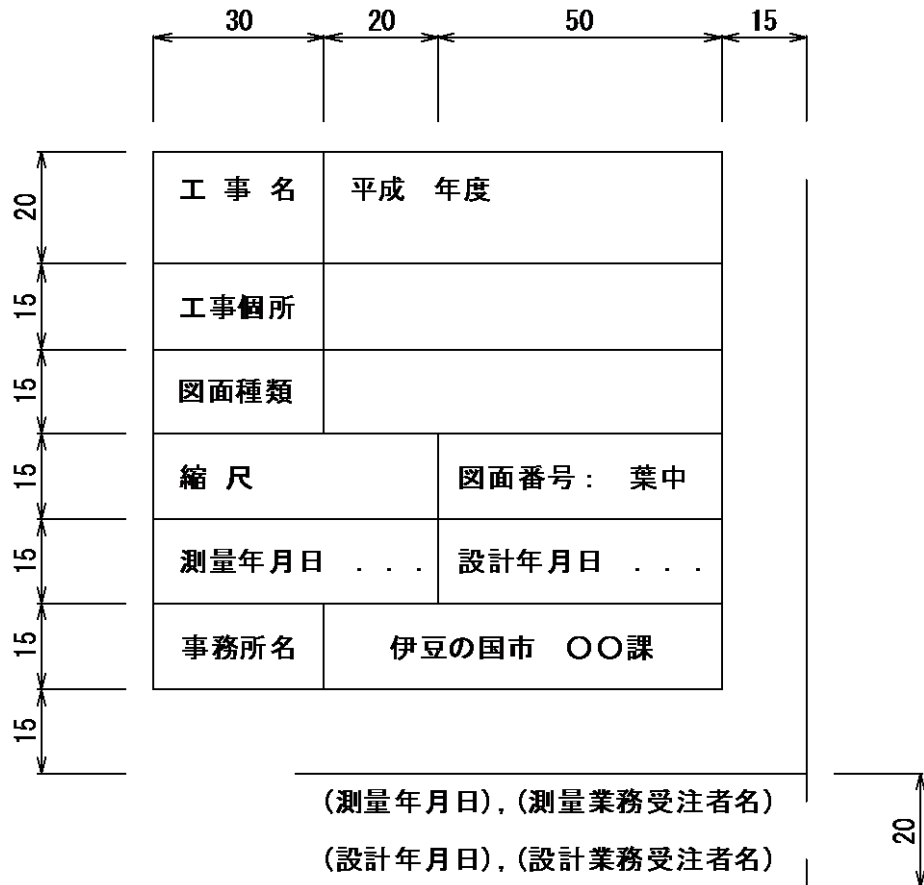 30 20 50 15
20
工 事 名 平成 年度
15
工事個所
15
図面種類
15
縮 尺 図面番号： 葉中
15
測量年月日 . . . 設計年月日 . . .
15
事務所名 伊豆の国市 〇〇課
15
(測量年月日), (測量業務受注者名)
20
(設計年月日), (設計業務受注者名)